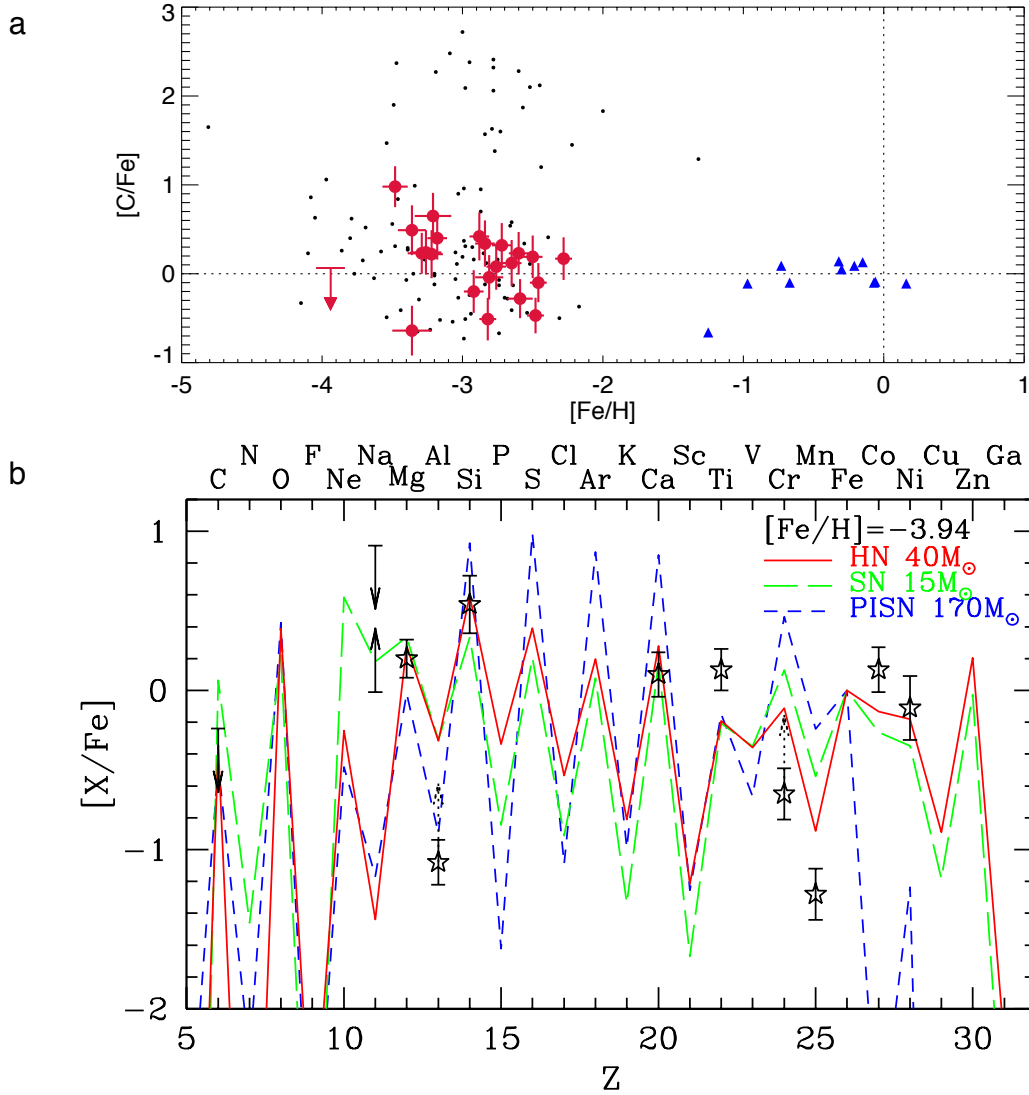 a
3
2
1
0
-1
[C/Fe]
-5 -4 -3 -2 -1 0 1
[Fe/H]
b
N F Na Al P Cl K Sc V Mn Co Cu Ga
C O Ne Mg Si S Ar Ca Ti Cr Fe Ni Zn
[Fe/H]=−3.94
HN 40M⊙
SN 15M⊙
PISN 170M⊙
1
0
−1
−2
[X/Fe]
5 10 15 20 25 30
Z